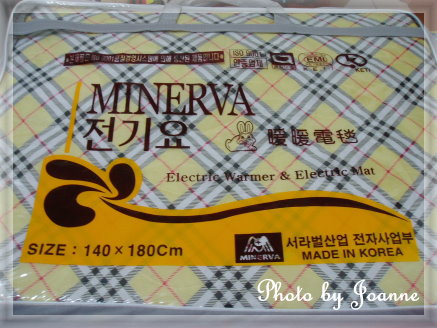 MINERVA
전기요
暖暖電毯
Electric Warmer & Electric Mat
SIZE : 140 × 180Cm
MINERVA
서라벌산업 전자사업부
MADE IN KOREA
Photo by Joanne